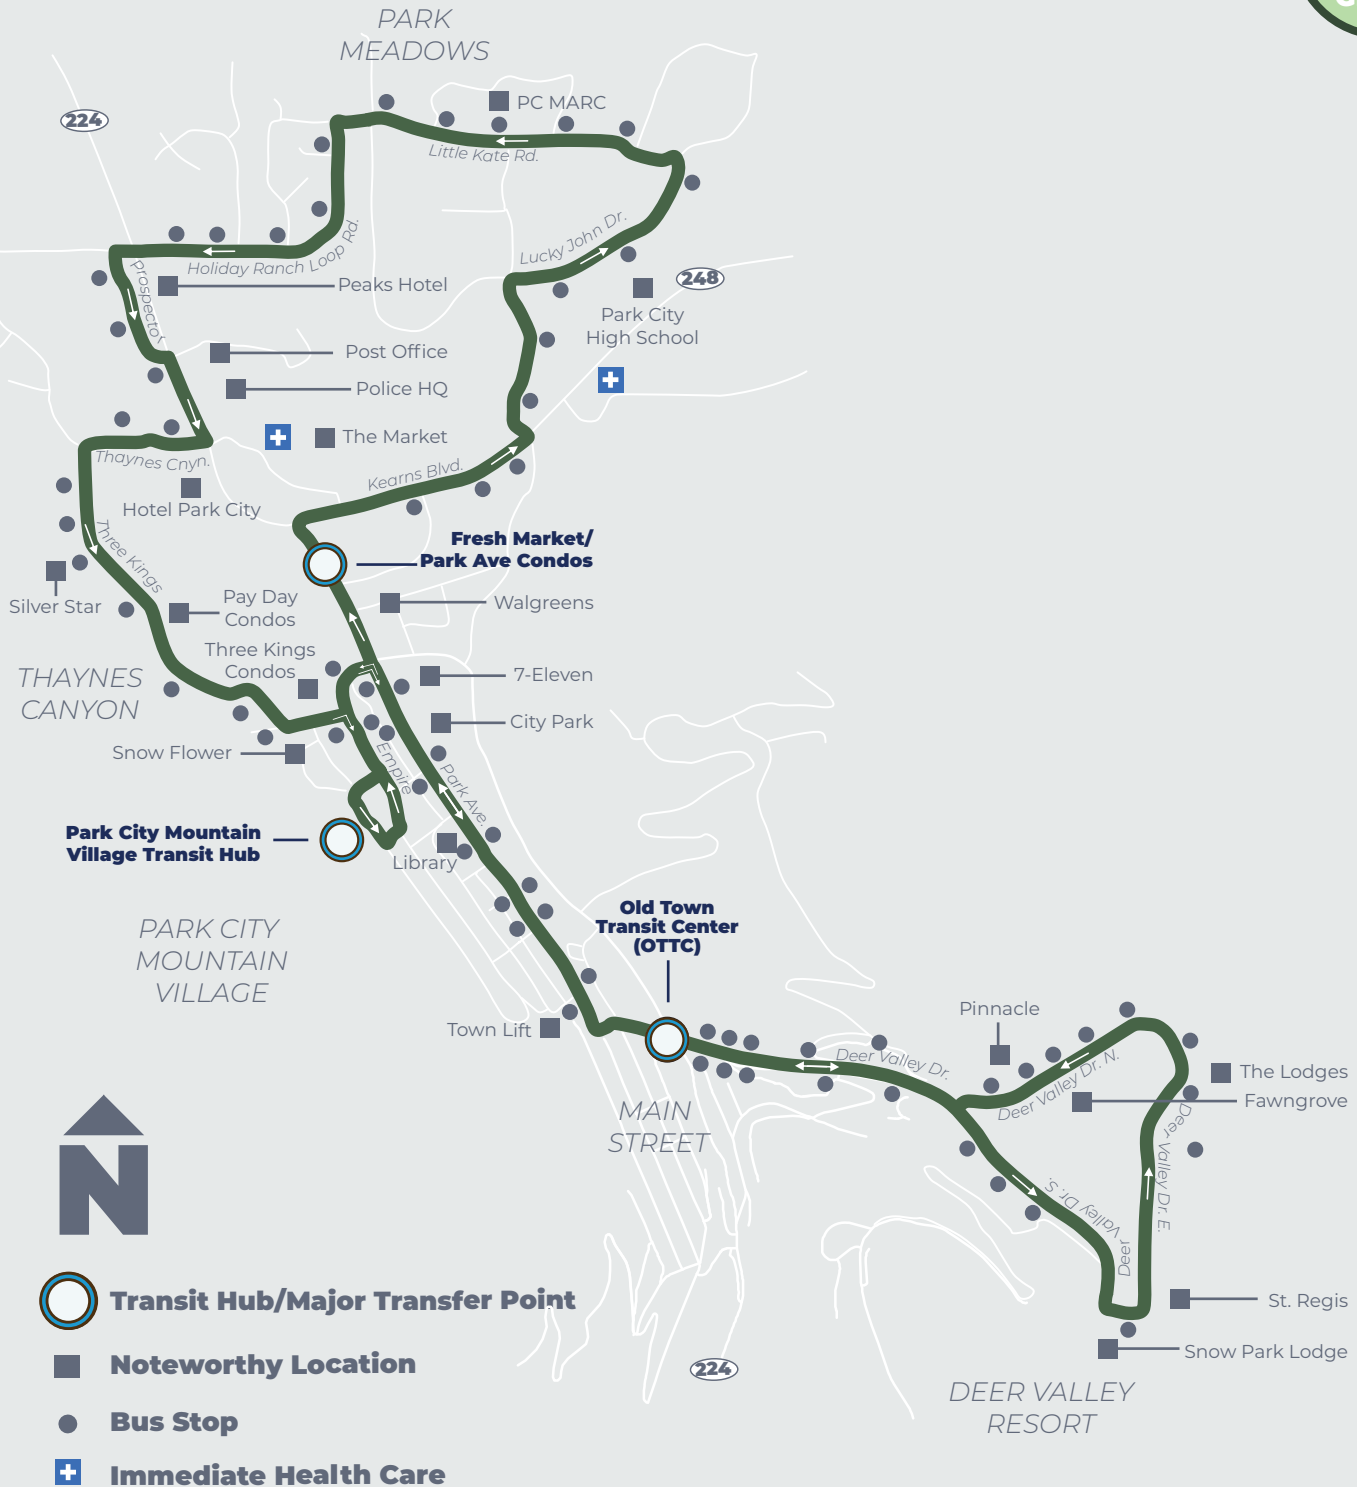 PARK
MEADOWS
224
PC MARC
Little Kate Rd.
Lucky John Dr.
Holiday Ranch Loop Rd.
Prospector
Peaks Hotel
248
Park City
High School
Post Office
Police HQ
The Market
Thaynes Cnyn.
Kearns Blvd.
Hotel Park City
Three Kings
Fresh Market/
Park Ave Condos
Silver Star
Pay Day
Condos
Walgreens
Three Kings
Condos
THAYNES
CANYON
7-Eleven
City Park
Snow Flower
Empire
Park Ave.
Park City Mountain
Village Transit Hub
Library
PARK CITY
MOUNTAIN
VILLAGE
Old Town
Transit Center
(OTTC)
Town Lift
Pinnacle
Deer Valley Dr.
Deer Valley Dr. N.
The Lodges
Fawngrove
MAIN
STREET
Deer Valley Dr. E.
Deer Valley Dr. S.
St. Regis
Snow Park Lodge
224
DEER VALLEY
RESORT
N
Transit Hub/Major Transfer Point
Noteworthy Location
Bus Stop
Immediate Health Care